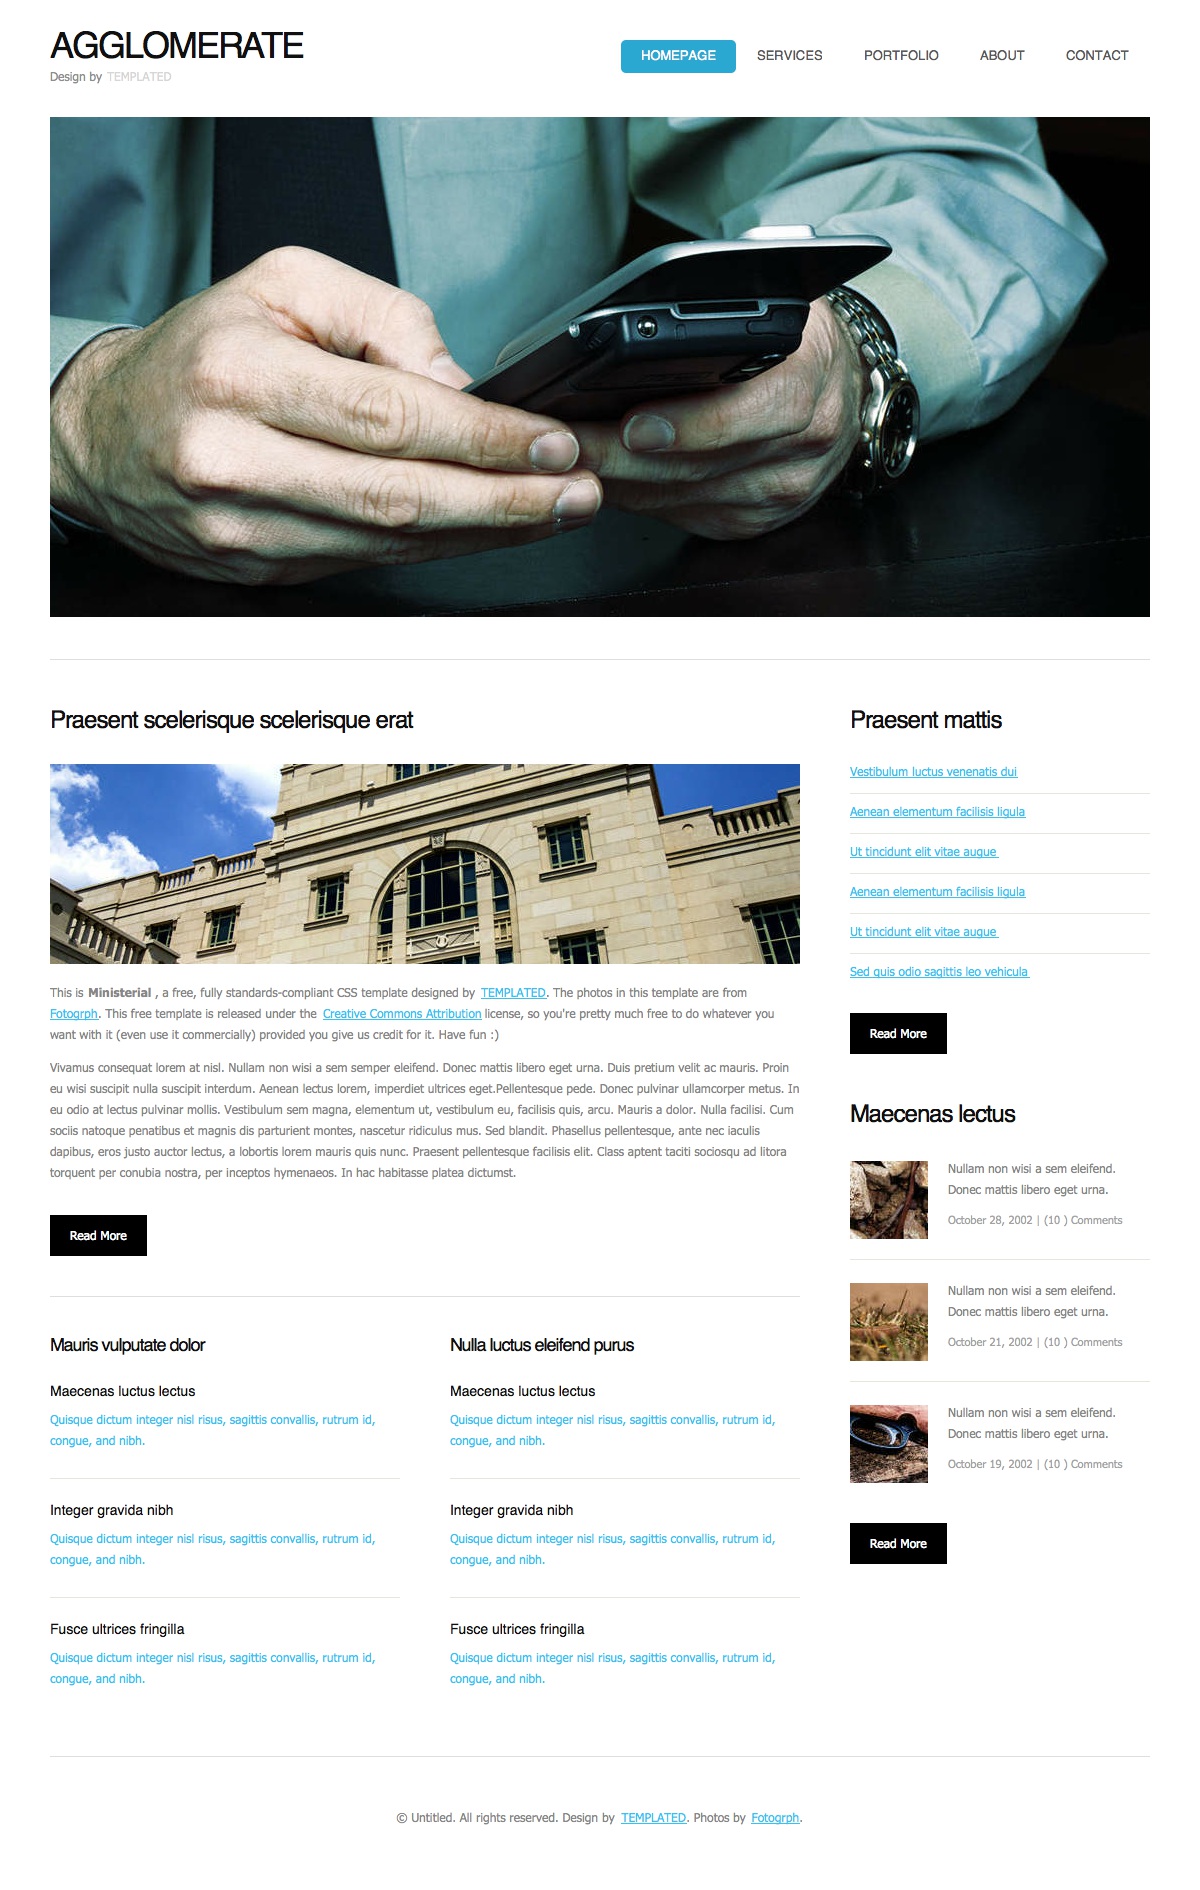 AGGLOMERATE
Design by TEMPLATED
HOMEPAGE SERVICES PORTFOLIO ABOUT CONTACT
Praesent scelerisque scelerisque erat
This is Ministerial , a free, fully standards-compliant CSS template designed by TEMPLATED. The photos in this template are from
Fotogrph. This free template is released under the Creative Commons Attribution license, so you're pretty much free to do whatever you
want with it (even use it commercially) provided you give us credit for it. Have fun :)
Vivamus consequat lorem at nisl. Nullam non wisi a sem semper eleifend. Donec mattis libero eget urna. Duis pretium velit ac mauris. Proin
eu wisi suscipit nulla suscipit interdum. Aenean lectus lorem, imperdiet ultrices eget.Pellentesque pede. Donec pulvinar ullamcorper metus. In
eu odio at lectus pulvinar mollis. Vestibulum sem magna, elementum ut, vestibulum eu, facilisis quis, arcu. Mauris a dolor. Nulla facilisi. Cum
sociis natoque penatibus et magnis dis parturient montes, nascetur ridiculus mus. Sed blandit. Phasellus pellentesque, ante nec iaculis
dapibus, eros justo auctor lectus, a lobortis lorem mauris quis nunc. Praesent pellentesque facilisis elit. Class aptent taciti sociosqu ad litora
torquent per conubia nostra, per inceptos hymenaeos. In hac habitasse platea dictumst.
Read More
Mauris vulputate dolor
Maecenas luctus lectus
Quisque dictum integer nisl risus, sagittis convallis, rutrum id,
congue, and nibh.
Integer gravida nibh
Quisque dictum integer nisl risus, sagittis convallis, rutrum id,
congue, and nibh.
Fusce ultrices fringilla
Quisque dictum integer nisl risus, sagittis convallis, rutrum id,
congue, and nibh.
Nulla luctus eleifend purus
Maecenas luctus lectus
Quisque dictum integer nisl risus, sagittis convallis, rutrum id,
congue, and nibh.
Integer gravida nibh
Quisque dictum integer nisl risus, sagittis convallis, rutrum id,
congue, and nibh.
Fusce ultrices fringilla
Quisque dictum integer nisl risus, sagittis convallis, rutrum id,
congue, and nibh.
Praesent mattis
Vestibulum luctus venenatis dui
Aenean elementum facilisis ligula
Ut tincidunt elit vitae augue
Aenean elementum facilisis ligula
Ut tincidunt elit vitae augue
Sed quis odio sagittis leo vehicula
Read More
Maecenas lectus
Nullam non wisi a sem eleifend.
Donec mattis libero eget urna.
October 28, 2002 | (10 ) Comments
Nullam non wisi a sem eleifend.
Donec mattis libero eget urna.
October 21, 2002 | (10 ) Comments
Nullam non wisi a sem eleifend.
Donec mattis libero eget urna.
October 19, 2002 | (10 ) Comments
Read More
© Untitled. All rights reserved. Design by TEMPLATED. Photos by Fotogrph.